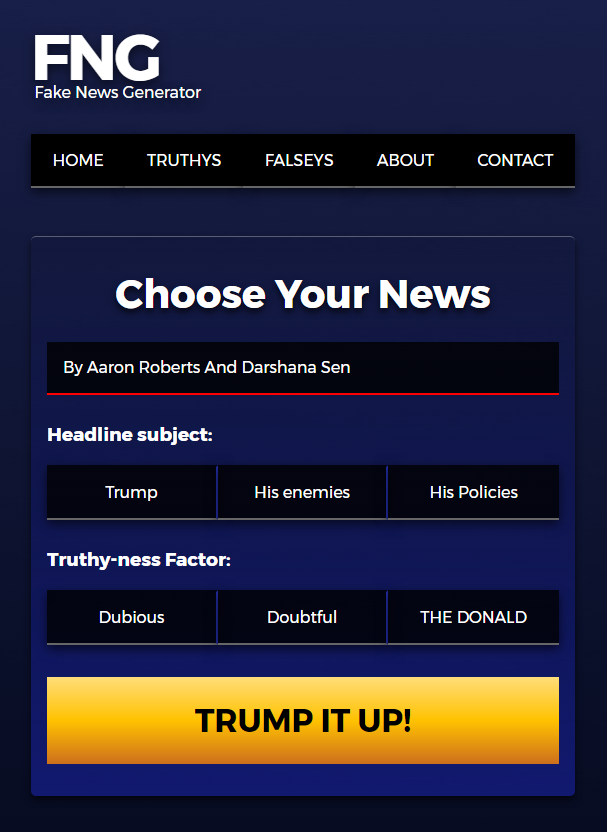 FNG
Fake News Generator
HOME TRUTHYS FALSEYS ABOUT CONTACT
Choose Your News
By Aaron Roberts And Darshana Sen
Headline subject:
Trump His enemies His Policies
Truthy-ness Factor:
Dubious Doubtful THE DONALD
TRUMP IT UP!